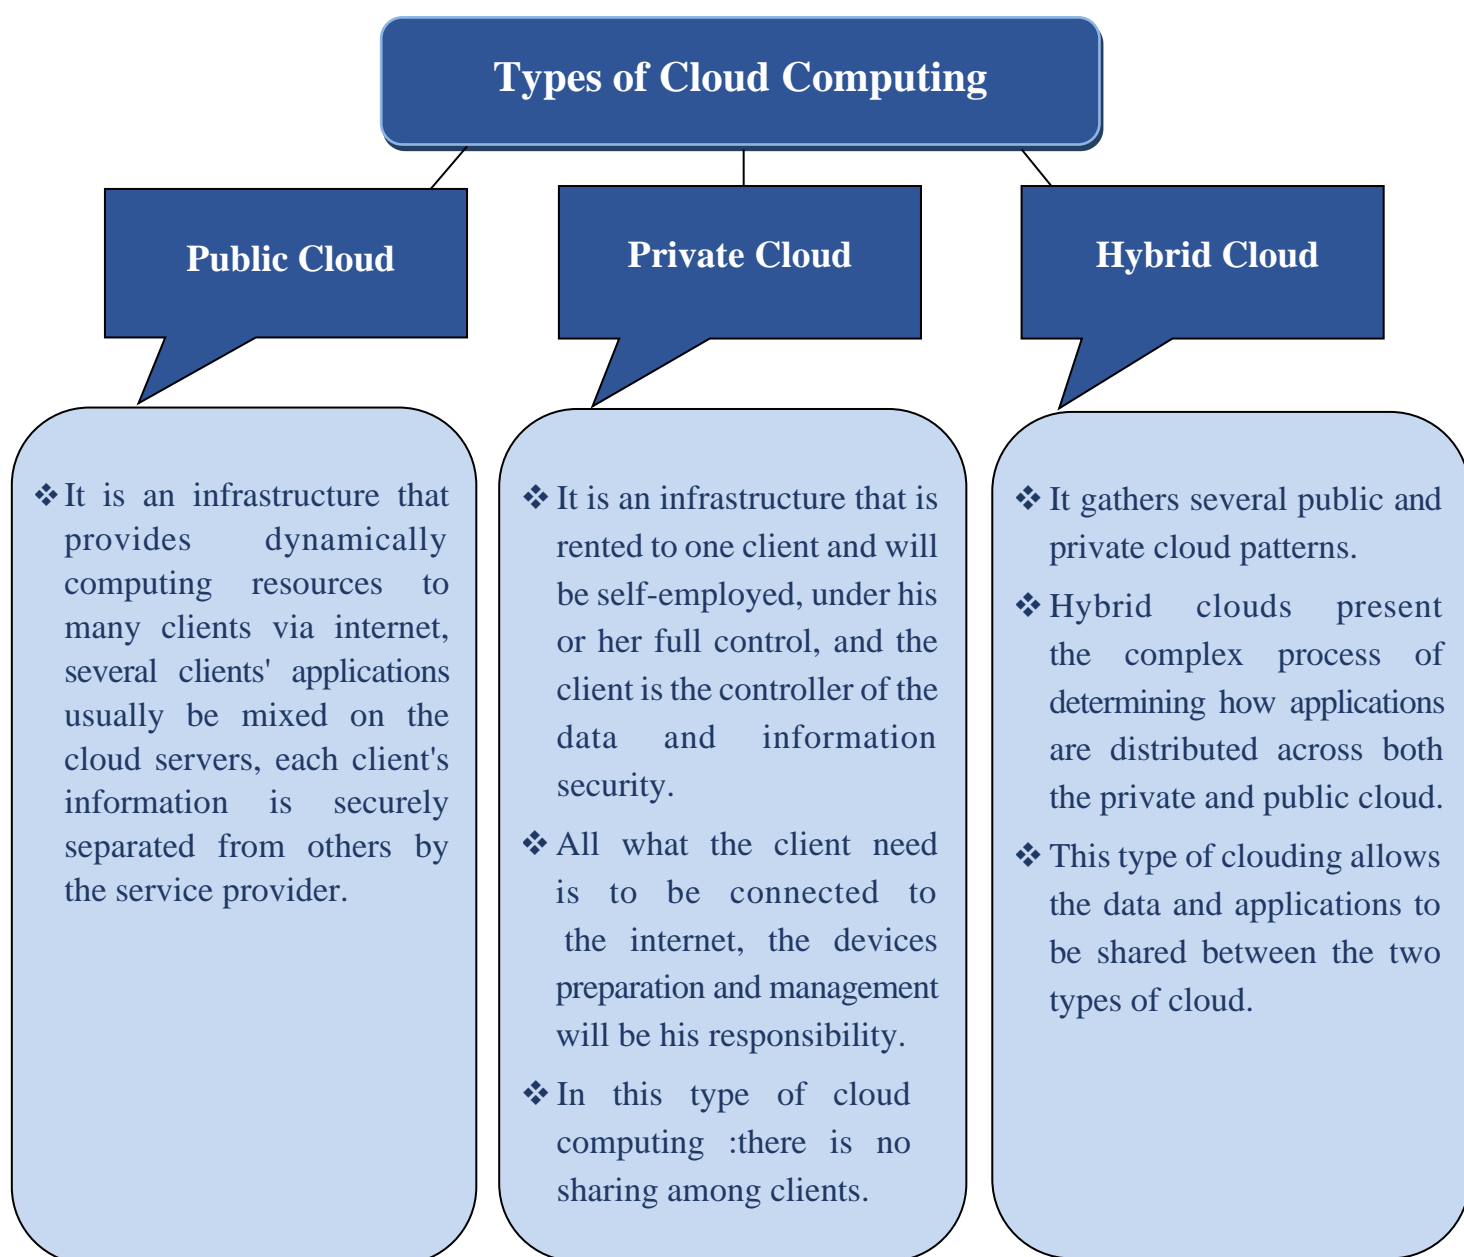 Types of Cloud Computing
Public Cloud
Private Cloud
Hybrid Cloud
❖ It is an infrastructure that
provides dynamically
computing resources to
many clients via internet,
several clients' applications
usually be mixed on the
cloud servers, each client's
information is securely
separated from others by
the service provider.
❖ It is an infrastructure that is
rented to one client and will
be self-employed, under his
or her full control, and the
client is the controller of the
data and information
security.
❖ All what the client need
is to be connected to
the internet, the devices
preparation and management
will be his responsibility.
❖ In this type of cloud
computing :there is no
sharing among clients.
❖ It gathers several public and
private cloud patterns.
❖ Hybrid clouds present
the complex process of
determining how applications
are distributed across both
the private and public cloud.
❖ This type of clouding allows
the data and applications to
be shared between the two
types of cloud.